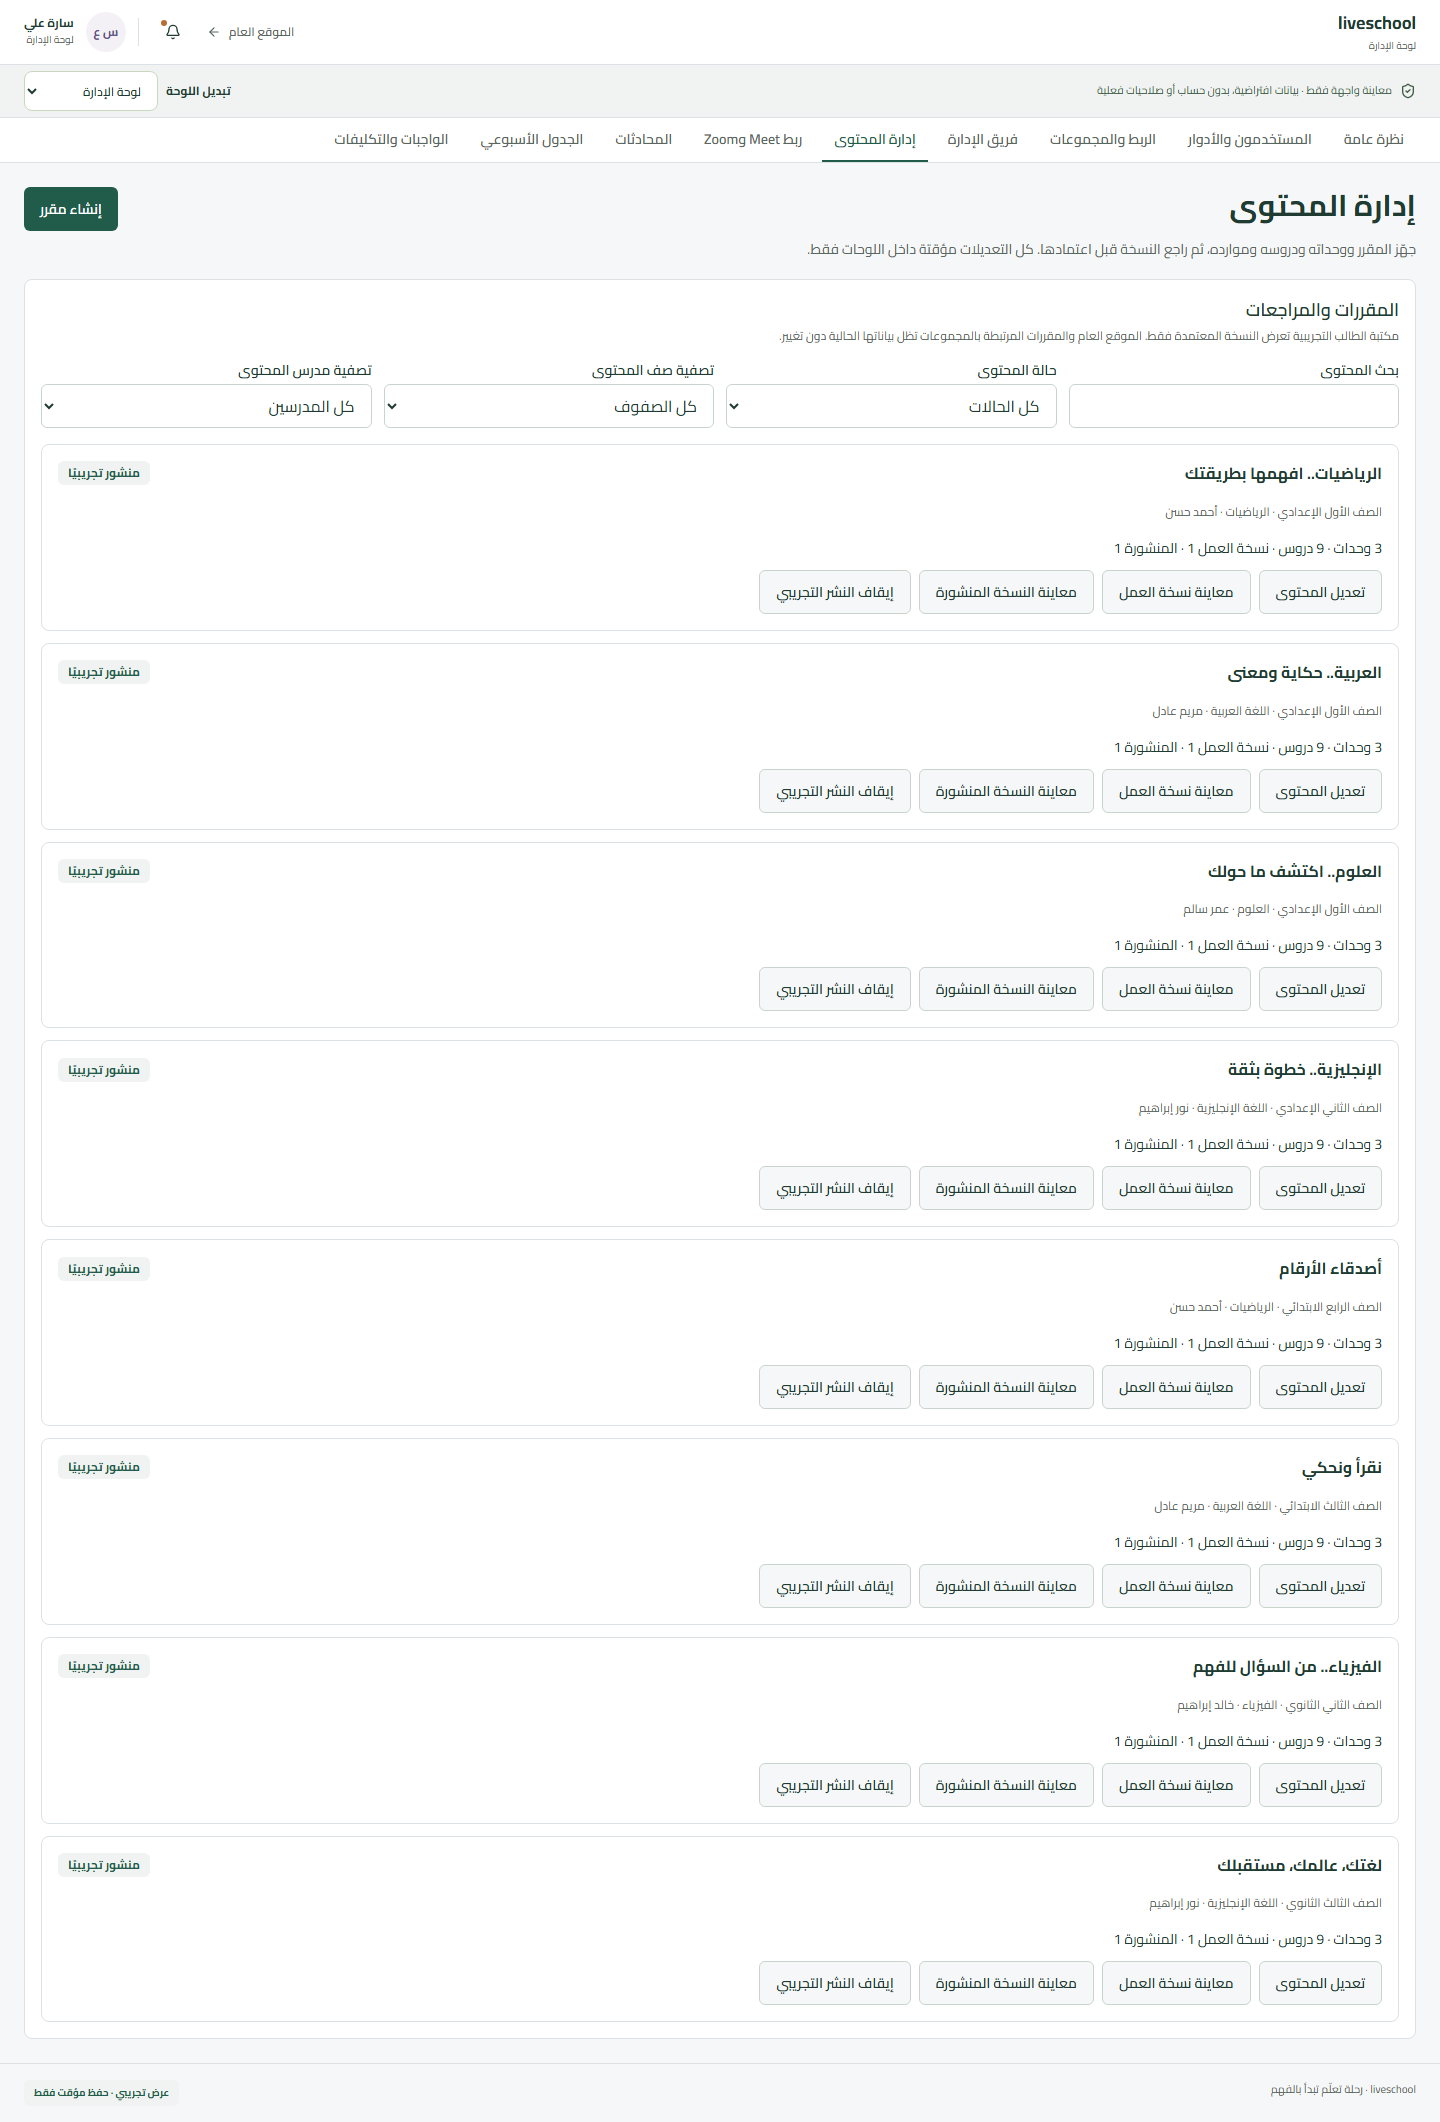 liveschool
لوحة الإدارة
الموقع العام
س ع
سارة علي
لوحة الإدارة
معاينة واجهة فقط · بيانات افتراضية، بدون حساب أو صلاحيات فعلية
تبديل اللوحة
لوحة الإدارة
نظرة عامة
المستخدمون والأدوار
الربط والمجموعات
فريق الإدارة
إدارة المحتوى
ربط Zoomg Meet
المحادثات
الجدول الأسبوعي
الواجبات والتكليفات
إدارة المحتوى
إنشاء مقرر
جهّز المقرر ووحداته ودروسه وموارده، ثم راجع النسخة قبل اعتمادها. كل التعديلات مؤقتة داخل اللوحات فقط.
المقررات والمراجعات
مكتبة الطالب التجريبية تعرض النسخة المعتمدة فقط. الموقع العام والمقررات المرتبطة بالمجموعات تظل بياناتها الحالية دون تغيير.
بحث المحتوى
حالة المحتوى
كل الحالات
تصفية صف المحتوى
كل الصفوف
تصفية مدرس المحتوى
كل المدرسين
الرياضيات.. افهمها بطريقتك
منشور تجريبيًا
الصف الأول الإعدادي · الرياضيات · أحمد حسن
3 وحدات · 9 دروس · نسخة العمل 1 · المنشورة 1
تعديل المحتوى
معاينة نسخة العمل
معاينة النسخة المنشورة
إيقاف النشر التجريبي
العربية.. حكاية ومعنى
منشور تجريبيًا
الصف الأول الإعدادي · اللغة العربية · مريم عادل
3 وحدات · 9 دروس · نسخة العمل 1 · المنشورة 1
تعديل المحتوى
معاينة نسخة العمل
معاينة النسخة المنشورة
إيقاف النشر التجريبي
العلوم.. اكتشف ما حولك
منشور تجريبيًا
الصف الأول الإعدادي · العلوم · عمر سالم
3 وحدات · 9 دروس · نسخة العمل 1 · المنشورة 1
تعديل المحتوى
معاينة نسخة العمل
معاينة النسخة المنشورة
إيقاف النشر التجريبي
الإنجليزية.. خطوة بثقة
منشور تجريبيًا
الصف الثاني الإعدادي · اللغة الإنجليزية · نور إبراهيم
3 وحدات · 9 دروس · نسخة العمل 1 · المنشورة 1
تعديل المحتوى
معاينة نسخة العمل
معاينة النسخة المنشورة
إيقاف النشر التجريبي
أصدقاء الأرقام
منشور تجريبيًا
الصف الرابع الابتدائي · الرياضيات · أحمد حسن
3 وحدات · 9 دروس · نسخة العمل 1 · المنشورة 1
تعديل المحتوى
معاينة نسخة العمل
معاينة النسخة المنشورة
إيقاف النشر التجريبي
نقرأ ونحكي
منشور تجريبيًا
الصف الثالث الابتدائي · اللغة العربية · مريم عادل
3 وحدات · 9 دروس · نسخة العمل 1 · المنشورة 1
تعديل المحتوى
معاينة نسخة العمل
معاينة النسخة المنشورة
إيقاف النشر التجريبي
الفيزياء.. من السؤال للفهم
منشور تجريبيًا
الصف الثاني الثانوي · الفيزياء · خالد إبراهيم
3 وحدات · 9 دروس · نسخة العمل 1 · المنشورة 1
تعديل المحتوى
معاينة نسخة العمل
معاينة النسخة المنشورة
إيقاف النشر التجريبي
لغتك، عالمك، مستقبلك
منشور تجريبيًا
الصف الثالث الثانوي · اللغة الإنجليزية · نور إبراهيم
3 وحدات · 9 دروس · نسخة العمل 1 · المنشورة 1
تعديل المحتوى
معاينة نسخة العمل
معاينة النسخة المنشورة
إيقاف النشر التجريبي
liveschool · رحلة تعلّم تبدأ بالفهم
عرض تجريبي · حفظ مؤقت فقط